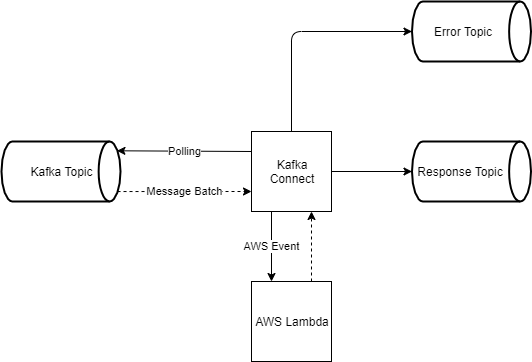 Error Topic
Polling
Kafka
Connect
Kafka Topic
Response Topic
Message Batch
AWS Event
AWS Lambda